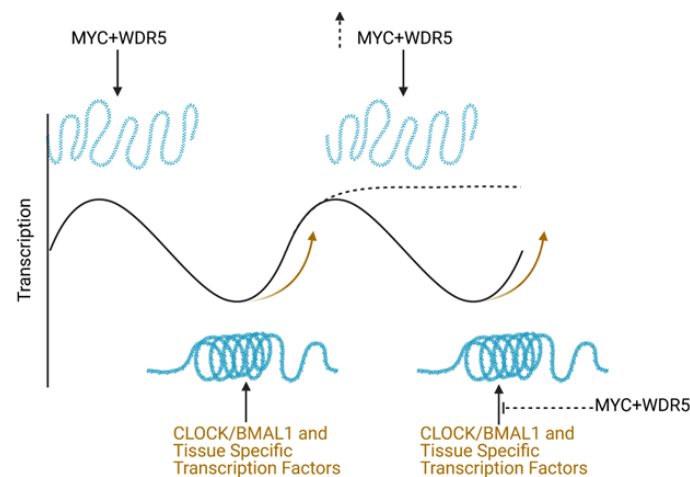 MYC+WDR5
MYC+WDR5
Transcription
MYC+WDR5
CLOCK/BMAL1 and
Tissue Specific
Transcription Factors
CLOCK/BMAL1 and
Tissue Specific
Transcription Factors